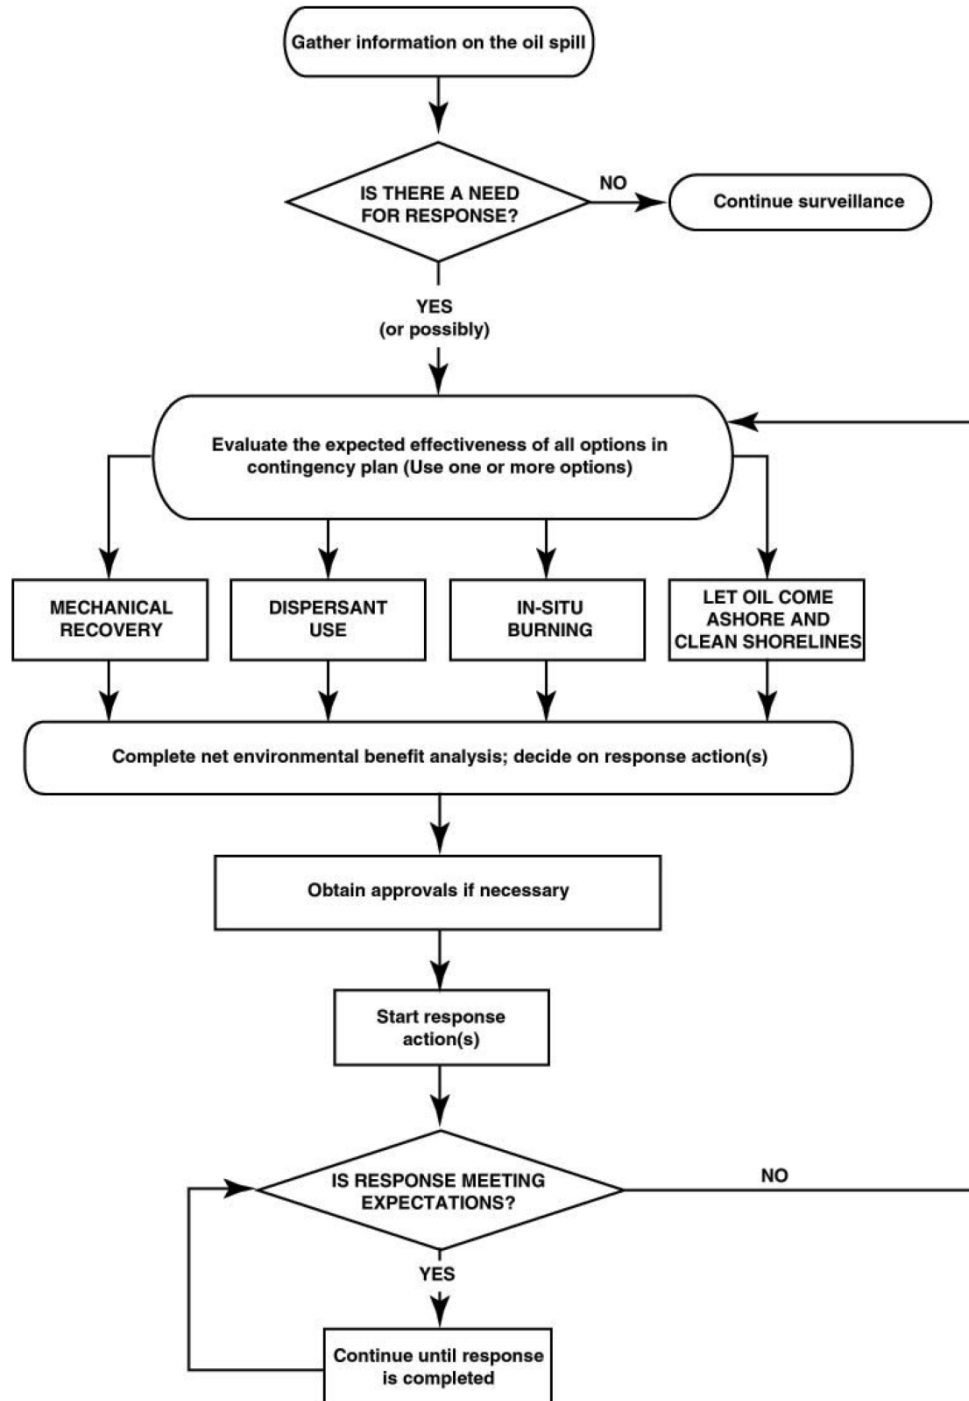 Gather information on the oil spill
IS THERE A NEED
FOR RESPONSE?
NO
Continue surveillance
YES
(or possibly)
Evaluate the expected effectiveness of all options in
contingency plan (Use one or more options)
MECHANICAL
RECOVERY
DISPERSANT
USE
IN-SITU
BURNING
LET OIL COME
ASHORE AND
CLEAN SHORELINES
Complete net environmental benefit analysis; decide on response action(s)
Obtain approvals if necessary
Start response
action(s)
IS RESPONSE MEETING
EXPECTATIONS?
NO
YES
Continue until response
is completed